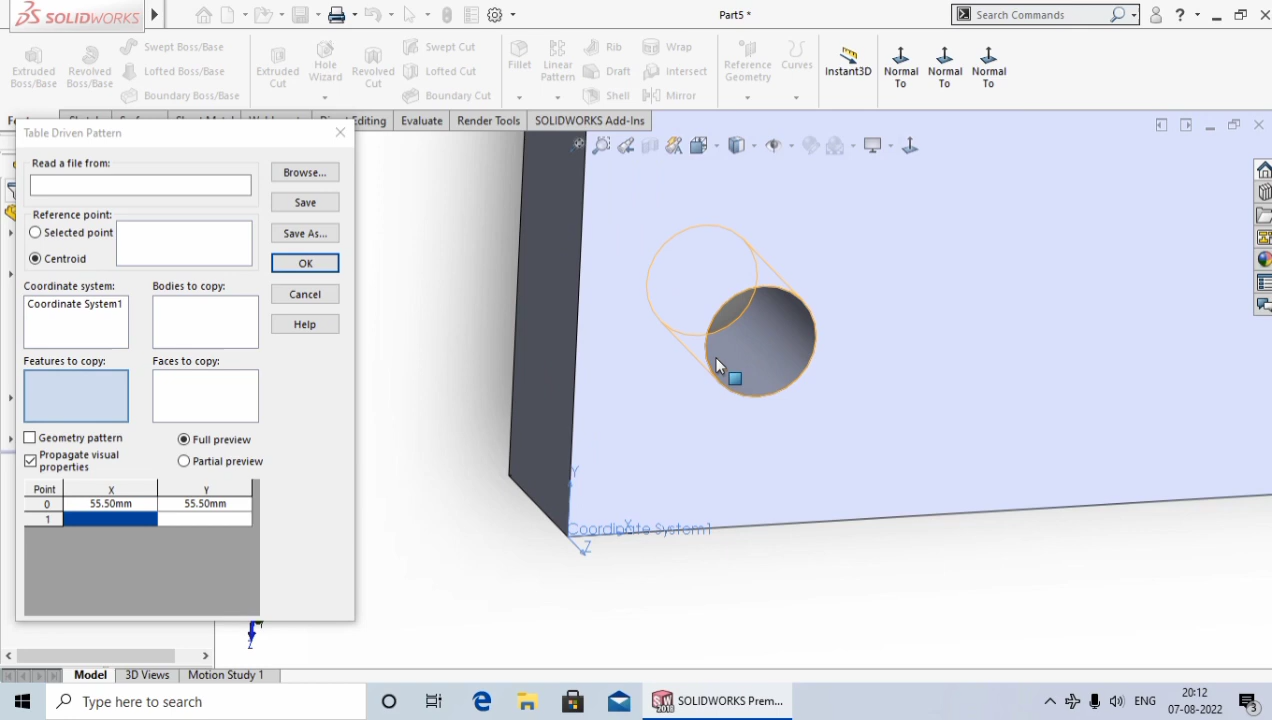 SOLIDWORKS
Part5 *
Search Commands
Extruded Boss/Base
Revolved Boss/Base
Swept Boss/Base
Lofted Boss/Base
Boundary Boss/Base
Extruded Cut
Hole Wizard
Revolved Cut
Swept Cut
Lofted Cut
Boundary Cut
Fillet
Linear Pattern
Rib
Draft
Shell
Wrap
Intersect
Mirror
Reference Geometry
Curves
Instant3D
Normal To
Normal To
Normal To
Evaluate
Render Tools
SOLIDWORKS Add-Ins
Table Driven Pattern
Read a file from:
Browse...
Save
Reference point:
Selected point
Save As...
Centroid
OK
Coordinate system:
Bodies to copy:
Cancel
Coordinate System1
Help
Features to copy:
Faces to copy:
Geometry pattern
Full preview
Propagate visual properties
Partial preview
Point X Y
0 55.50mm 55.50mm
1
Y
X
Coordinate System1
Z
Z
Model
3D Views
Motion Study 1
Type here to search
SOLIDWORKS Prem...
ENG
20:12
07-08-2022
3